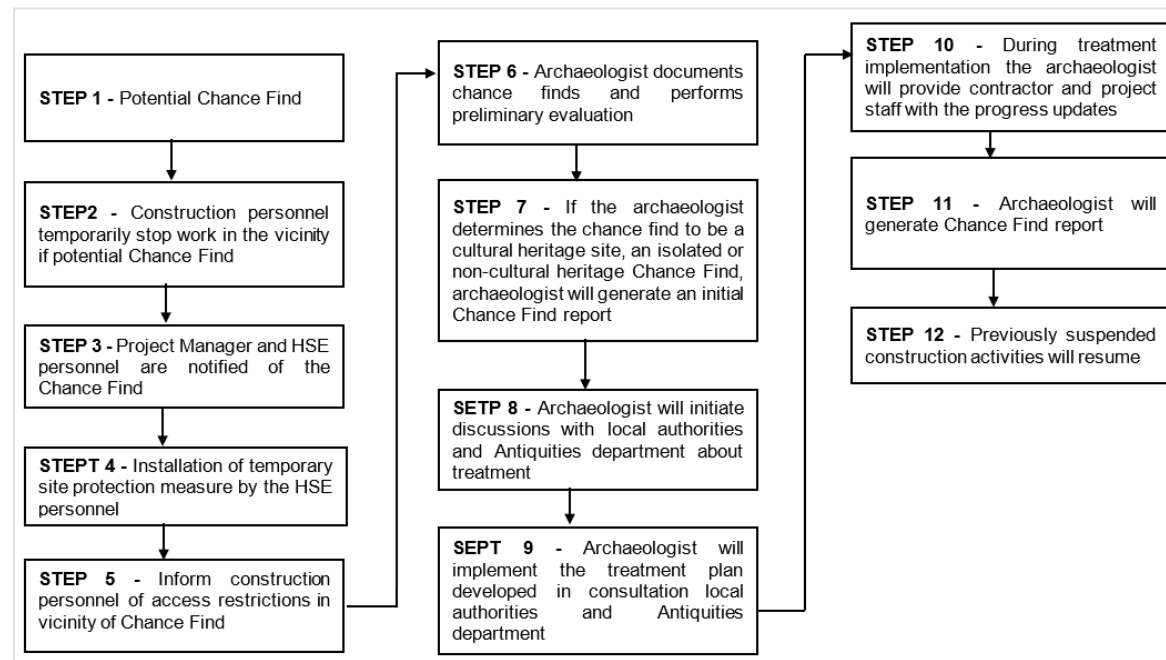 STEP 1 - Potential Chance Find
STEP2 - Construction personnel
temporarily stop work in the vicinity
if potential Chance Find
STEP 3 - Project Manager and HSE
personnel are notified of the
Chance Find
STEPT 4 - Installation of temporary
site protection measure by the HSE
personnel
STEP 5 - Inform construction
personnel of access restrictions in
vicinity of Chance Find
STEP 6 - Archaeologist documents
chance finds and performs
preliminary evaluation
STEP 7 - If the archaeologist
determines the chance find to be a
cultural heritage site, an isolated or
non-cultural heritage Chance Find,
archaeologist will generate an initial
Chance Find report
SETP 8 - Archaeologist will initiate
discussions with local authorities
and Antiquities department about
treatment
SEPT 9 - Archaeologist will
implement the treatment plan
developed in consultation local
authorities and Antiquities
department
STEP 10 - During treatment
implementation the archaeologist
will provide contractor and project
staff with the progress updates
STEP 11 - Archaeologist will
generate Chance Find report
STEP 12 - Previously suspended
construction activities will resume